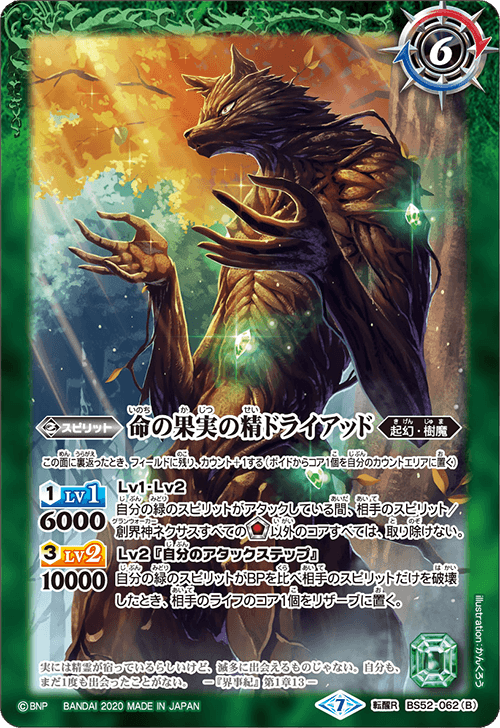 6
スピリット 命の果実の精ドライアッド 起幻・樹魔
この面に裏返ったとき、フィールドに残り、カウント+1する(ボイドからコア1個を自分のカウントエリアに置く)
1 LV1 6000
Lv1・Lv2
自分の緑のスピリットがアタックしている間、相手のスピリット/
創界神ネクサスすべての以外のコアすべては、取り除けない。
3 LV2 10000
Lv2『自分のアタックステップ』
自分の緑のスピリットがBPを比べ相手のスピリットだけを破壊
したとき、相手のライフのコア1個をリザーブに置く。
実には精霊が宿っているらしいけど、滅多に出会えるものじゃない。自分も、
まだ1度も出会ったことがない。 ー『界事紀』第1章13ー
illustration:かんくろう
©BNP BANDAI 2020 MADE IN JAPAN 7 転醒R BS52-062(B)